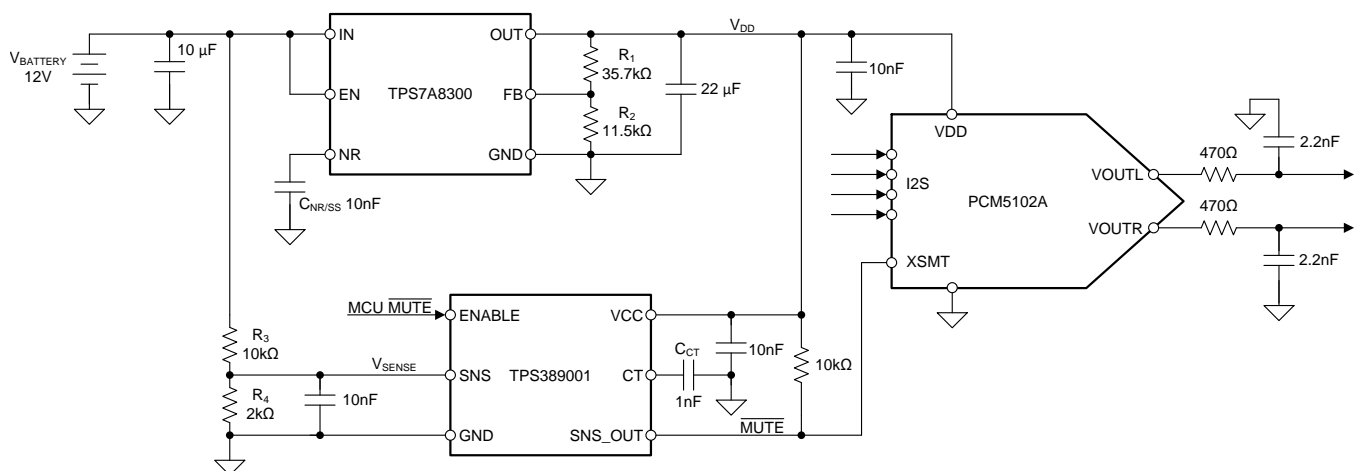 V_BATTERY
12V
10 µF
IN
EN
NR
TPS7A8300
OUT
FB
GND
C_NR/SS 10nF
R1
35.7kΩ
R2
11.5kΩ
22 µF
V_DD
10nF
VDD
I2S
XSMT
PCM5102A
VOUTL
VOUTR
470Ω
2.2nF
470Ω
2.2nF
R3
10kΩ
R4
2kΩ
V_SENSE
10nF
MCU MUTE
ENABLE
SNS
GND
TPS389001
VCC
CT
SNS_OUT
C_CT
1nF
10nF
10kΩ
MUTE